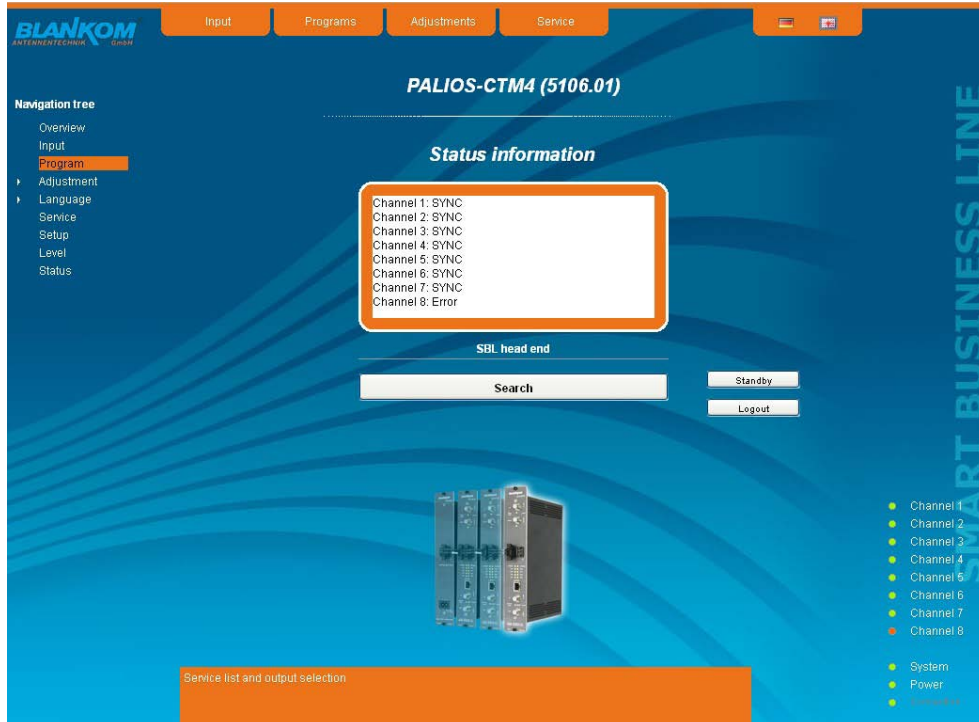 BLANKOM
ANTENNENTECHNIK GmbH
Input
Programs
Adjustments
Service
PALIOS-CTM4 (5106.01)
Navigation tree
Overview
Input
Program
Adjustment
Language
Service
Setup
Level
Status
Status information
Channel 1: SYNC
Channel 2: SYNC
Channel 3: SYNC
Channel 4: SYNC
Channel 5: SYNC
Channel 6: SYNC
Channel 7: SYNC
Channel 8: Error
SBL head end
Search
Standby
Logout
SMART BUSINESS LINE
Channel 1
Channel 2
Channel 3
Channel 4
Channel 5
Channel 6
Channel 7
Channel 8
System
Power
Service list and output selection